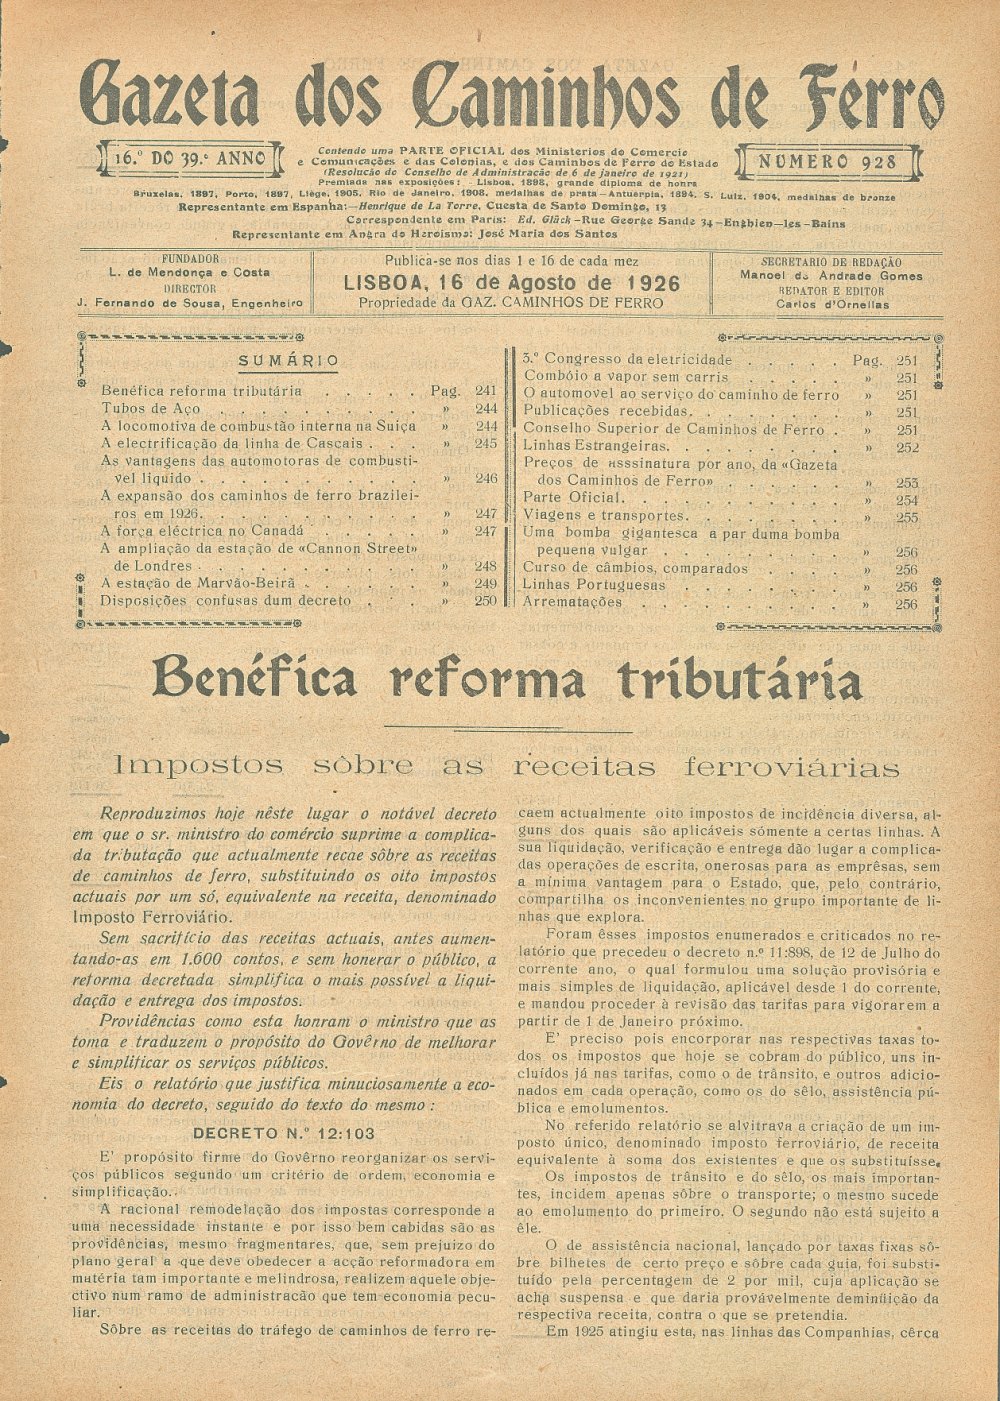 Gazeta dos Caminhos de Ferro
16.º DO 39.º ANNO
Contendo uma PARTE OFICIAL dos Ministerios do Comercio
e Comunicações e das Colonias, e dos Caminhos de Ferro do Estado
(Resolução do Conselho de Administração de 6 de janeiro de 1921)
Premiada nas exposições: Lisboa, 1898, grande diploma de honra
Bruxelas, 1897, Porto, 1897, Liége, 1905, Rio de Janeiro, 1908, medalhas de prata—Antuerpia, 1894, S. Luiz, 1904, medalhas de bronze
Representante em Espanha:—Henrique de La Torre, Cuesta de Santo Domingo, 13
Correspondente em Paris: Ed. Glück—Rue George Sande 34—Enghien—les—Bains
Representante em Angra do Heroismo: José Maria dos Santos
NÚMERO 928
FUNDADOR
L. de Mendonça e Costa
DIRECTOR
J. Fernando de Sousa, Engenheiro
Publica-se nos dias 1 e 16 de cada mez
LISBOA, 16 de Agosto de 1926
Propriedade da GAZ. CAMINHOS DE FERRO
SECRETARIO DE REDAÇÃO
Manoel de Andrade Gomes
REDATOR E EDITOR
Carlos d'Ornellas
SUMÁRIO
Benéfica reforma tributária . . . . . Pag. 241
Tubos de Aço . . . . . . . . . . » 244
A locomotiva de combustão interna na Suiça » 244
A electrificação da linha de Cascais . . . » 245
As vantagens das automotoras de combusti-
vel liquido . . . . . . . . . . » 246
A expansão dos caminhos de ferro brazilei-
ros em 1926. . . . . . . . . . . » 247
A força eléctrica no Canadá . . . . . » 247
A ampliação da estação de «Cannon Street»
de Londres . . . . . . . . . . » 248
A estação de Marvão-Beirã . . . . . . » 249
Disposições confusas dum decreto . . . » 250
3.º Congresso da eletricidade . . . . . Pag. 251
Combóio a vapor sem carris . . . . . » 251
O automovel ao serviço do caminho de ferro » 251
Publicações recebidas. . . . . . . . » 251
Conselho Superior de Caminhos de Ferro . » 251
Linhas Estrangeiras. . . . . . . . . » 252
Preços de asssinatura por ano, da «Gazeta
dos Caminhos de Ferro» . . . . . . » 253
Parte Oficial. . . . . . . . . . . » 254
Viagens e transportes. . . . . . . . » 255
Uma bomba gigantesca a par duma bomba
pequena vulgar . . . . . . . . . » 256
Curso de câmbios, comparados . . . . » 256
Linhas Portuguesas . . . . . . . . » 256
Arrematações . . . . . . . . . . » 256
Benéfica reforma tributária
Impostos sôbre as receitas ferroviárias
Reproduzimos hoje nêste lugar o notável decreto
em que o sr. ministro do comércio suprime a complica-
da tributação que actualmente recae sôbre as receitas
de caminhos de ferro, substituindo os oito impostos
actuais por um só, equivalente na receita, denominado
Imposto Ferroviário.
Sem sacrifício das receitas actuais, antes aumen-
tando-as em 1.600 contos, e sem honerar o público, a
reforma decretada simplifica o mais possível a liqui-
dação e entrega dos impostos.
Providências como esta honram o ministro que as
toma e traduzem o propósito do Govêrno de melhorar
e simplificar os serviços públicos.
Eis o relatório que justifica minuciosamente a eco-
nomia do decreto, seguido do texto do mesmo:
DECRETO N.º 12:103
E' propósito firme do Govêrno reorganizar os servi-
ços públicos segundo um critério de ordem, economia e
simplificação.
A racional remodelação dos impostas corresponde a
uma necessidade instante e por isso bem cabidas são as
providências, mesmo fragmentares, que, sem prejuizo do
plano geral a que deve obedecer a acção reformadora em
matéria tam importante e melindrosa, realizem aquele obje-
ctivo num ramo de administracão que tem economia pecu-
liar.
Sôbre as receitas do tráfego de caminhos de ferro re-
caem actualmente oito impostos de incidência diversa, al-
guns dos quais são aplicáveis sómente a certas linhas. A
sua liquidação, verificação e entrega dão lugar a complica-
das operações de escrita, onerosas para as emprêsas, sem
a mínima vantagem para o Estado, que, pelo contrário,
compartilha os inconvenientes no grupo importante de li-
nhas que explora.
Foram êsses impostos enumerados e criticados no re-
latório que precedeu o decreto n.º 11:898, de 12 de Julho do
corrente ano, o qual formulou uma solução provisória e
mais simples de liquidação, aplicável desde 1 do corrente,
e mandou proceder à revisão das tarifas para vigorarem a
partir de 1 de Janeiro próximo.
E' preciso pois encorporar nas respectivas taxas to-
dos os impostos que hoje se cobram do público, uns in-
cluídos já nas tarifas, como o de trânsito, e outros adicio-
nados em cada operação, como os do sêlo, assistência pú-
blica e emolumentos.
No referido relatório se alvitrava a criação de um im-
posto único, denominado imposto ferroviário, de receita
equivalente à soma dos existentes e que os substituísse.
Os impostos de trânsito e do sêlo, os mais importan-
tes, incidem apenas sôbre o transporte; o mesmo sucede
ao emolumento do primeiro. O segundo não está sujeito a
êle.
O de assistência nacional, lançado por taxas fixas sô-
bre bilhetes de certo preço e sôbre cada guia, foi substi-
tuído pela percentagem de 2 por mil, cuja aplicação se
acha suspensa e que daria provávelmente deminüição da
respectiva receita, contra o que se pretendia.
Em 1925 atingiu esta, nas linhas das Companhias, cêrca